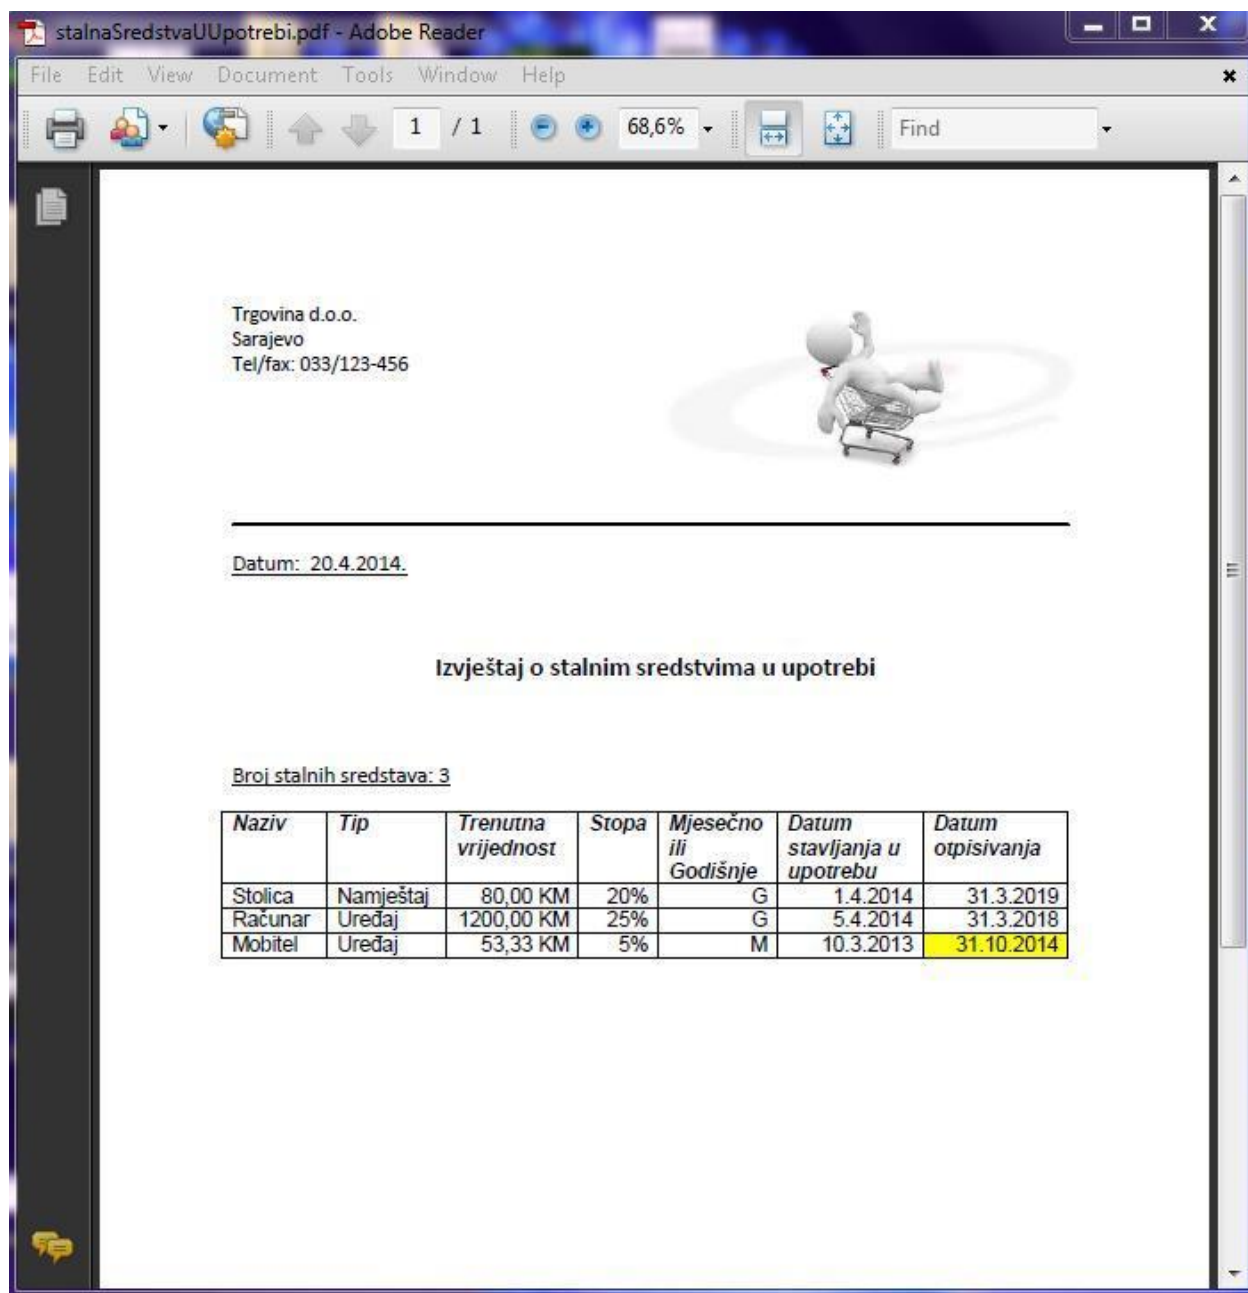 stalnaSredstvaUUpotrebi.pdf - Adobe Reader
File Edit View Document Tools Window Help
1 / 1 68,6% Find
Trgovina d.o.o.
Sarajevo
Tel/fax: 033/123-456
Datum: 20.4.2014.
Izvještaj o stalnim sredstvima u upotrebi
Broj stalnih sredstava: 3
Naziv Tip Trenutna vrijednost Stopa Mjesečno ili Godišnje Datum stavljanja u upotrebu Datum otpisivanja
Stolica Namještaj 80,00 KM 20% G 1.4.2014 31.3.2019
Računar Uređaj 1200,00 KM 25% G 5.4.2014 31.3.2018
Mobitel Uređaj 53,33 KM 5% M 10.3.2013 31.10.2014